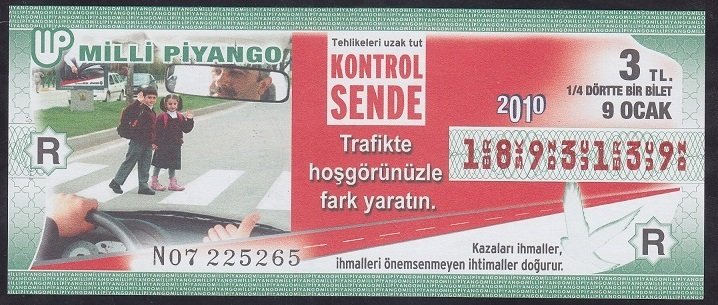 MİLLİ PİYANGO
Tehlikeleri uzak tut
KONTROL
SENDE
3 TL.
1/4 DÖRTTE BİR BİLET
9 OCAK
2010
1893139
R
Trafikte
hoşgörünüzle
fark yaratın.
N07 225265
Kazaları ihmaller,
ihmalleri önemsenmeyen ihtimaller doğurur.
R